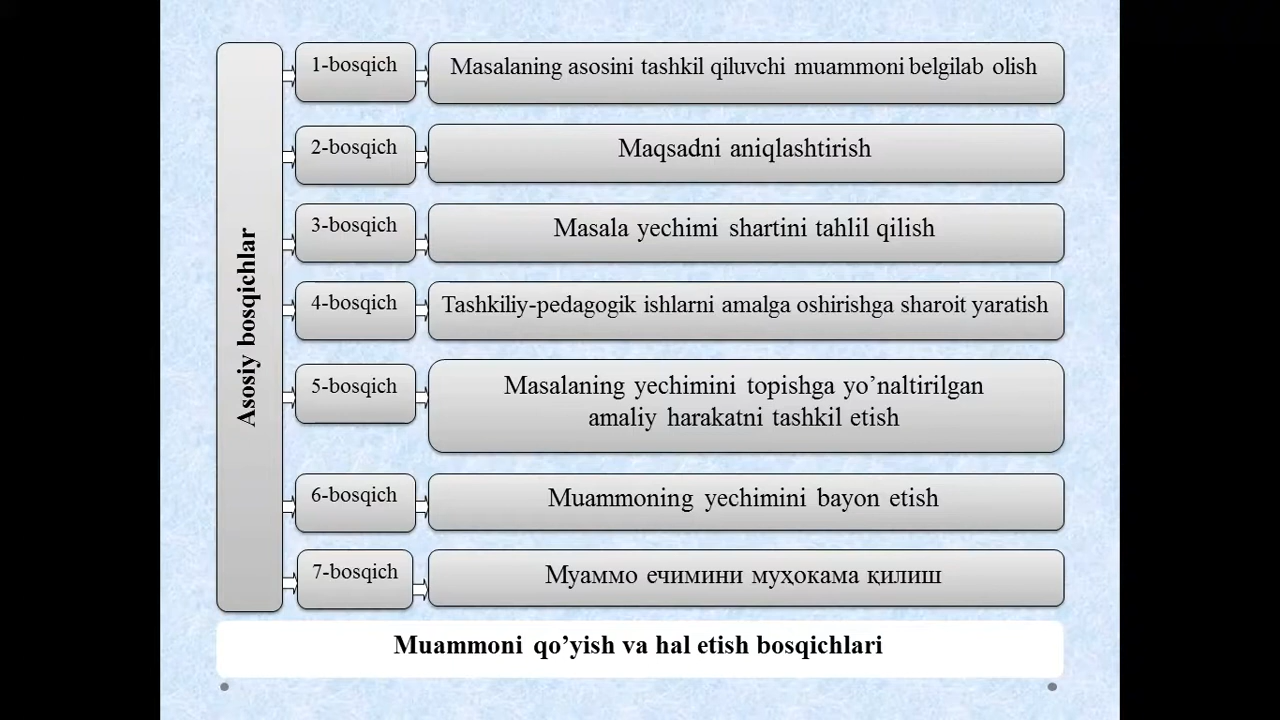 Asosiy bosqichlar
1-bosqich
Masalaning asosini tashkil qiluvchi muammoni belgilab olish
2-bosqich
Maqsadni aniqlashtirish
3-bosqich
Masala yechimi shartini tahlil qilish
4-bosqich
Tashkiliy-pedagogik ishlarni amalga oshirishga sharoit yaratish
5-bosqich
Masalaning yechimini topishga yo’naltirilgan
amaliy harakatni tashkil etish
6-bosqich
Muammoning yechimini bayon etish
7-bosqich
Муаммо ечимини муҳокама қилиш
Muammoni qo’yish va hal etish bosqichlari